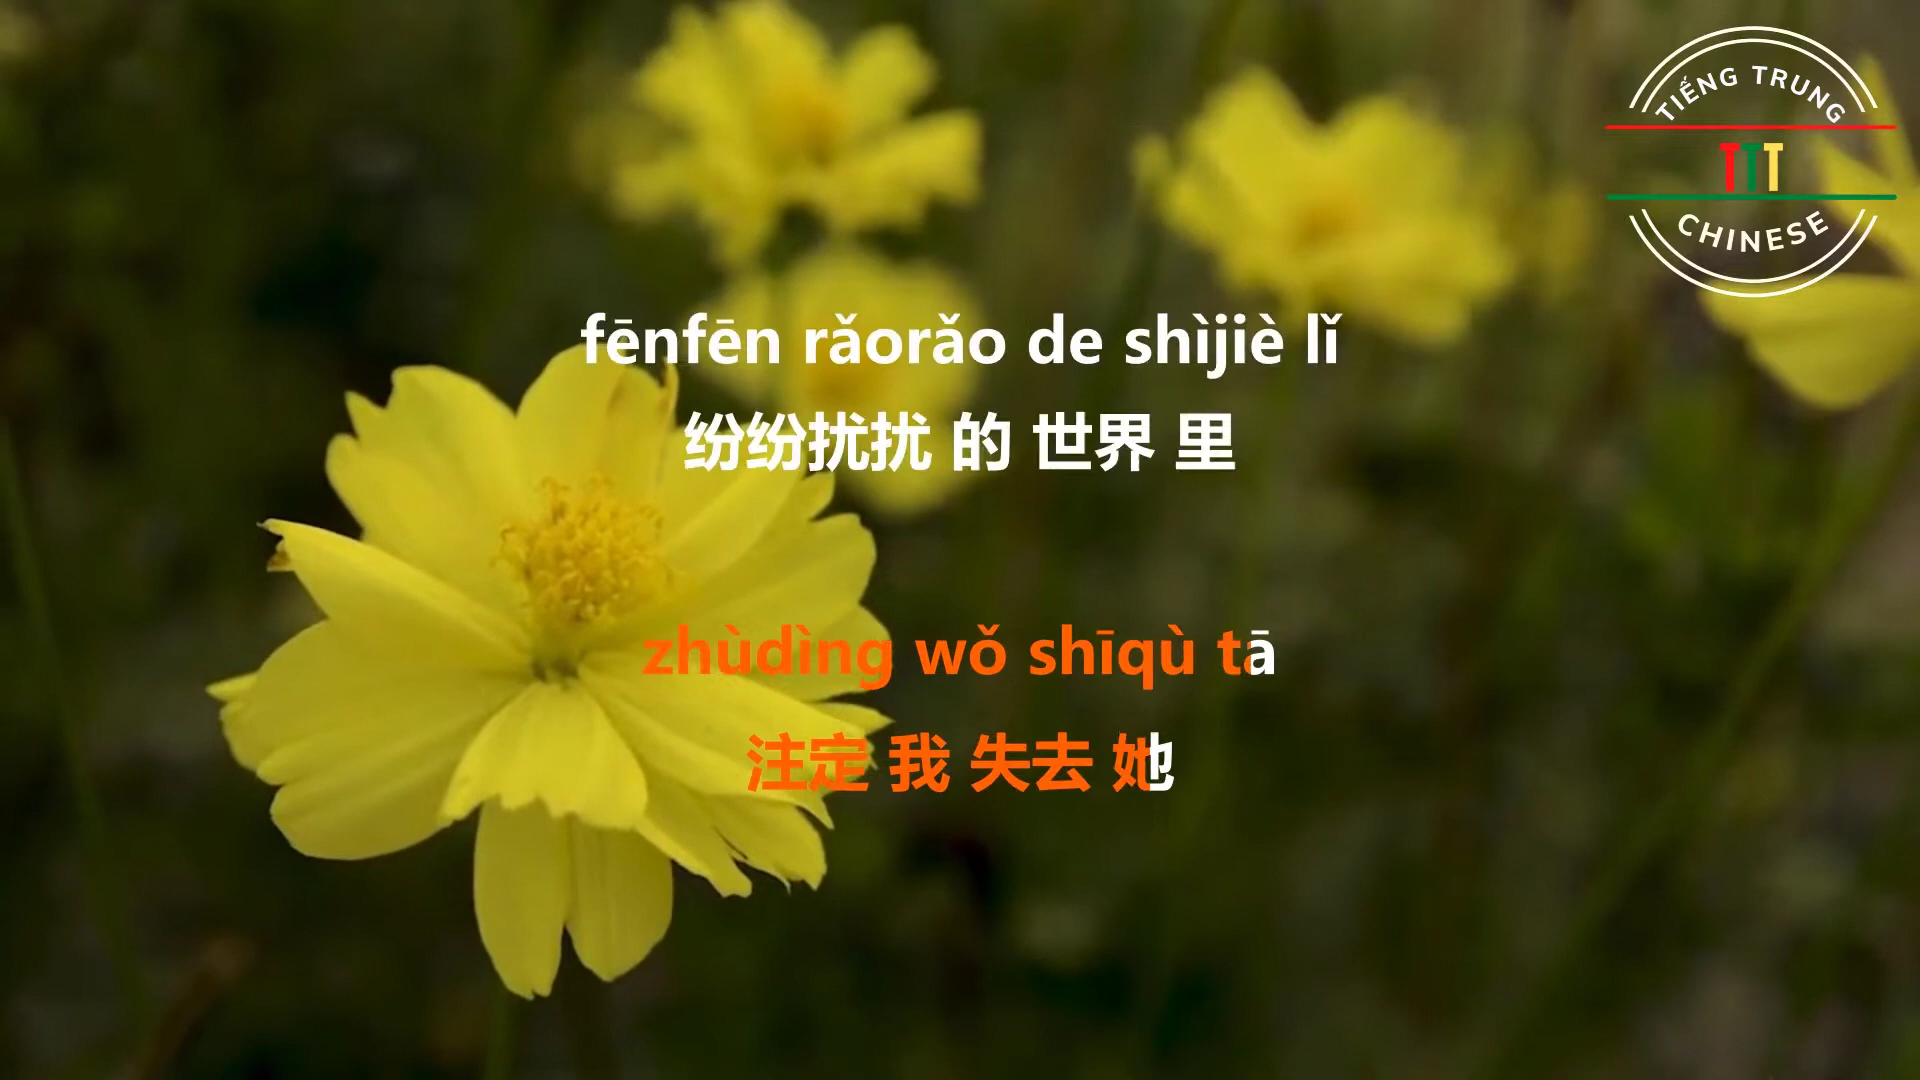 TIẾNG TRUNG
TTT
CHINESE
fēnfēn rǎorǎo de shìjiè lǐ
纷纷扰扰 的 世界 里
zhùdìng wǒ shīqù tā
注定 我 失去 她